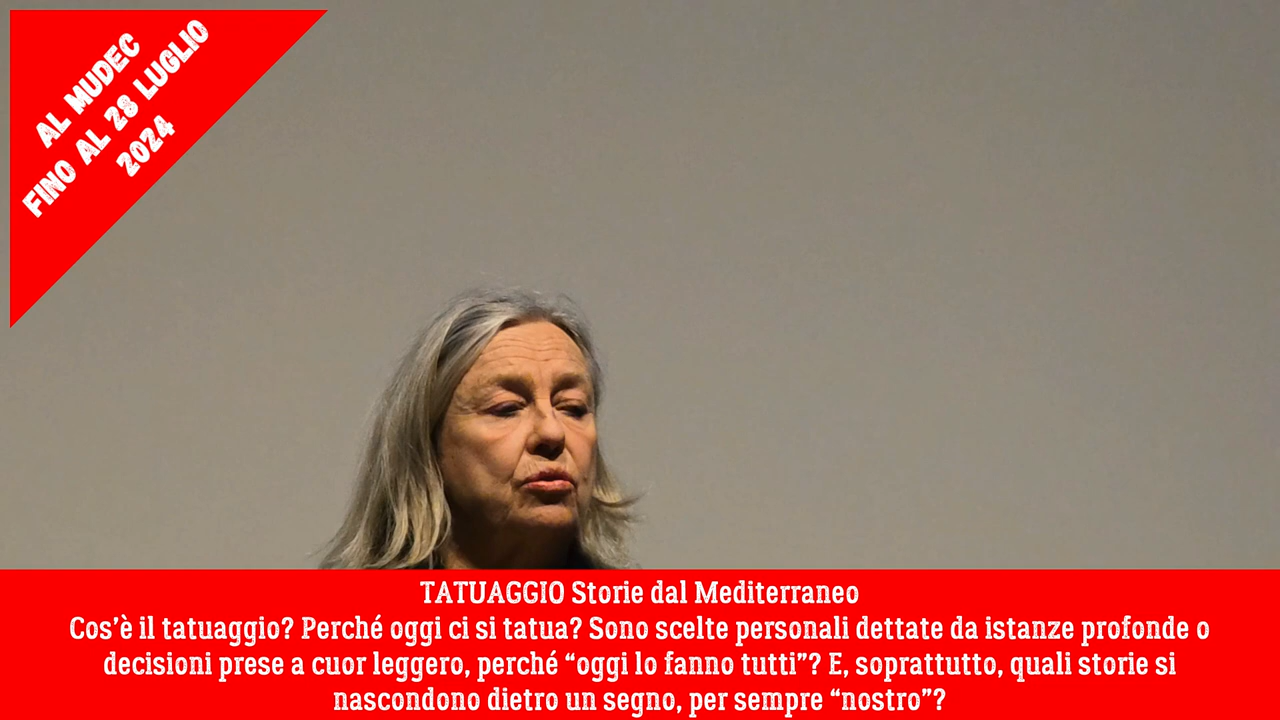 AL MUDEC
FINO AL 28 LUGLIO
2024
TATUAGGIO Storie dal Mediterraneo
Cos’è il tatuaggio? Perché oggi ci si tatua? Sono scelte personali dettate da istanze profonde o
decisioni prese a cuor leggero, perché “oggi lo fanno tutti”? E, soprattutto, quali storie si
nascondono dietro un segno, per sempre “nostro”?